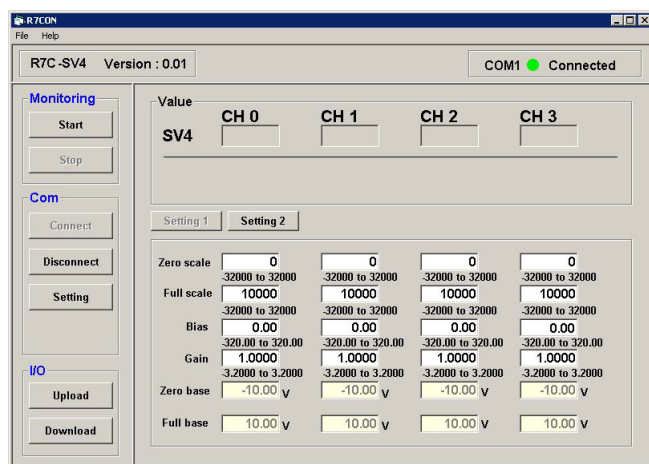 R7CON
File Help
R7C-SV4 Version : 0.01
COM1 Connected
Monitoring
Start
Stop
Com
Connect
Disconnect
Setting
I/O
Upload
Download
Value
CH 0 CH 1 CH 2 CH 3
SV4
Setting 1 Setting 2
Zero scale 0 0 0 0
-32000 to 32000 -32000 to 32000 -32000 to 32000 -32000 to 32000
Full scale 10000 10000 10000 10000
-32000 to 32000 -32000 to 32000 -32000 to 32000 -32000 to 32000
Bias 0.00 0.00 0.00 0.00
-320.00 to 320.00 -320.00 to 320.00 -320.00 to 320.00 -320.00 to 320.00
Gain 1.0000 1.0000 1.0000 1.0000
-3.2000 to 3.2000 -3.2000 to 3.2000 -3.2000 to 3.2000 -3.2000 to 3.2000
Zero base -10.00 V -10.00 V -10.00 V -10.00 V
Full base 10.00 V 10.00 V 10.00 V 10.00 V